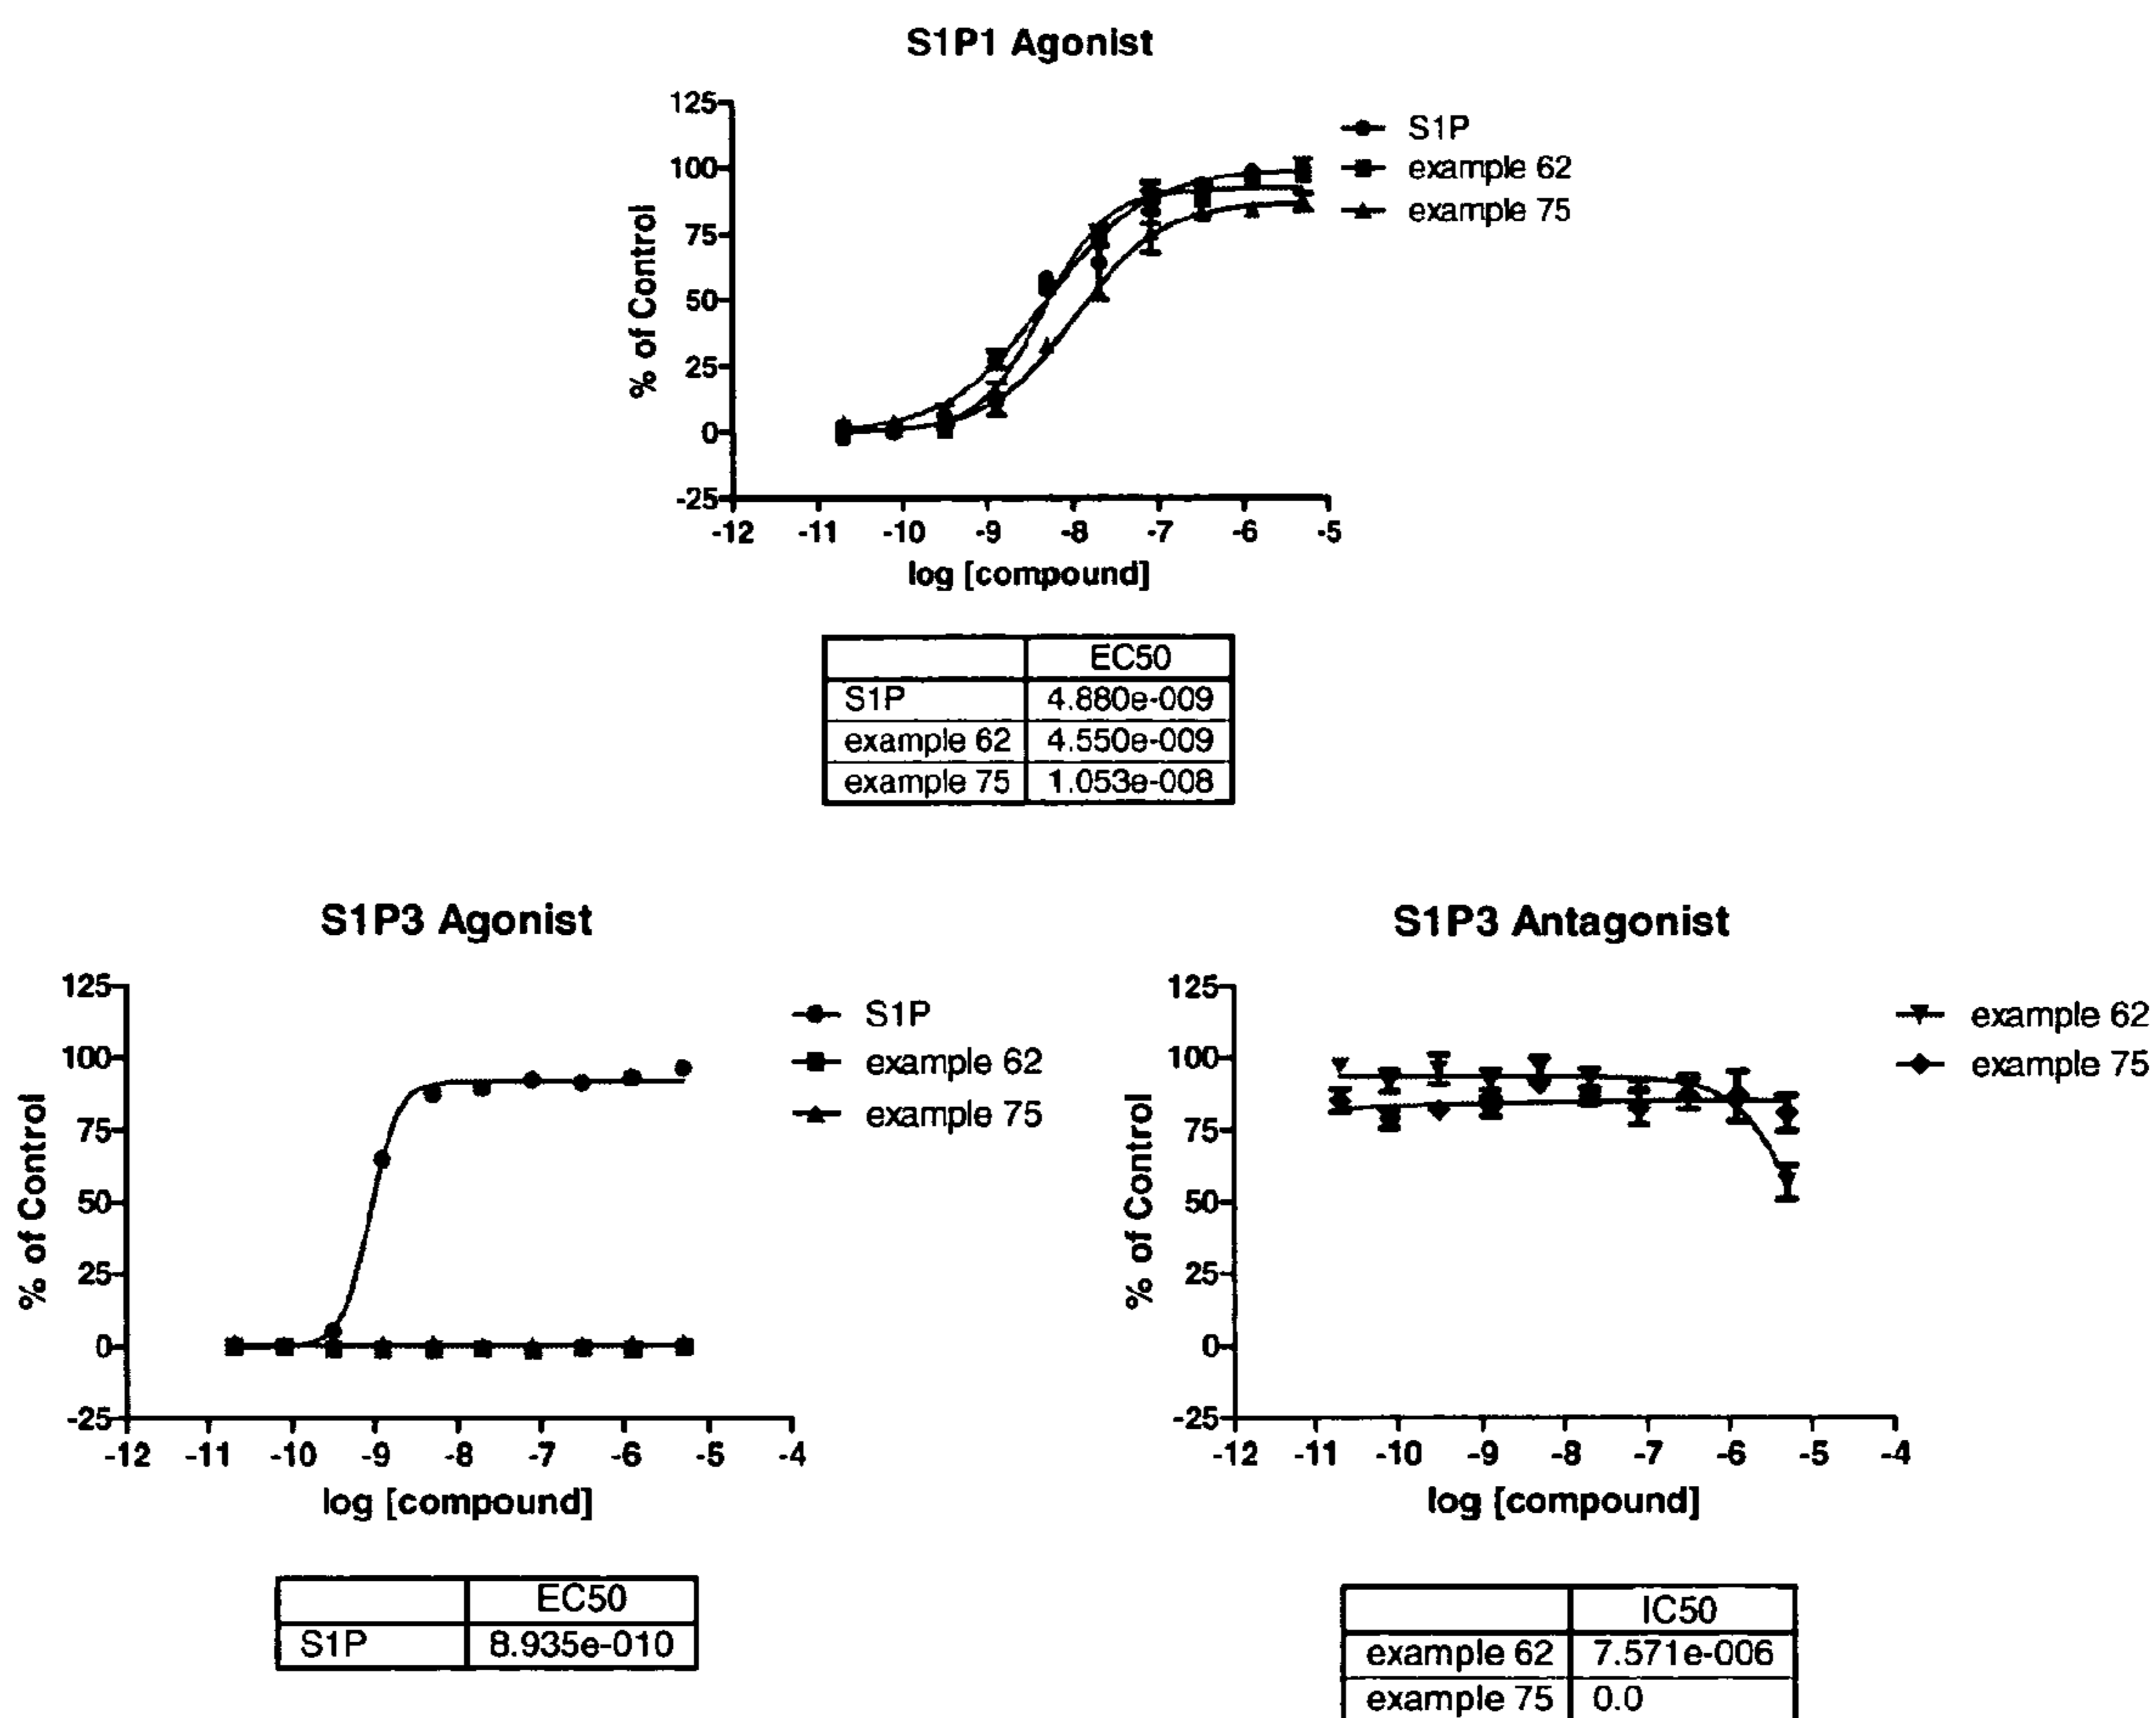 S1P1 Agonist
125
100
75
50
25
0
-25
% of Control
-12 -11 -10 -9 -8 -7 -6 -5
log [compound]
S1P
example 62
example 75
EC50
S1P 4.880e-009
example 62 4.550e-009
example 75 1.053e-008
S1P3 Agonist
125
100
75
50
25
0
-25
% of Control
-12 -11 -10 -9 -8 -7 -6 -5 -4
log [compound]
S1P
example 62
example 75
EC50
S1P 8.935e-010
S1P3 Antagonist
125
100
75
50
25
0
-25
% of Control
-12 -11 -10 -9 -8 -7 -6 -5 -4
log [compound]
example 62
example 75
IC50
example 62 7.571e-006
example 75 0.0